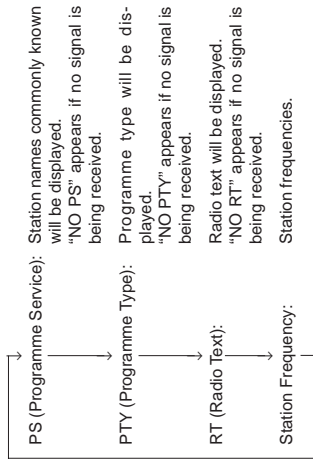 PS (Programme Service): Station names commonly known
will be displayed.
“NO PS” appears if no signal is
being received.
PTY (Programme Type): Programme type will be dis-
played.
“NO PTY” appears if no signal is
being received.
RT (Radio Text): Radio text will be displayed.
“NO RT” appears if no signal is
being received.
Station Frequency: Station frequencies.